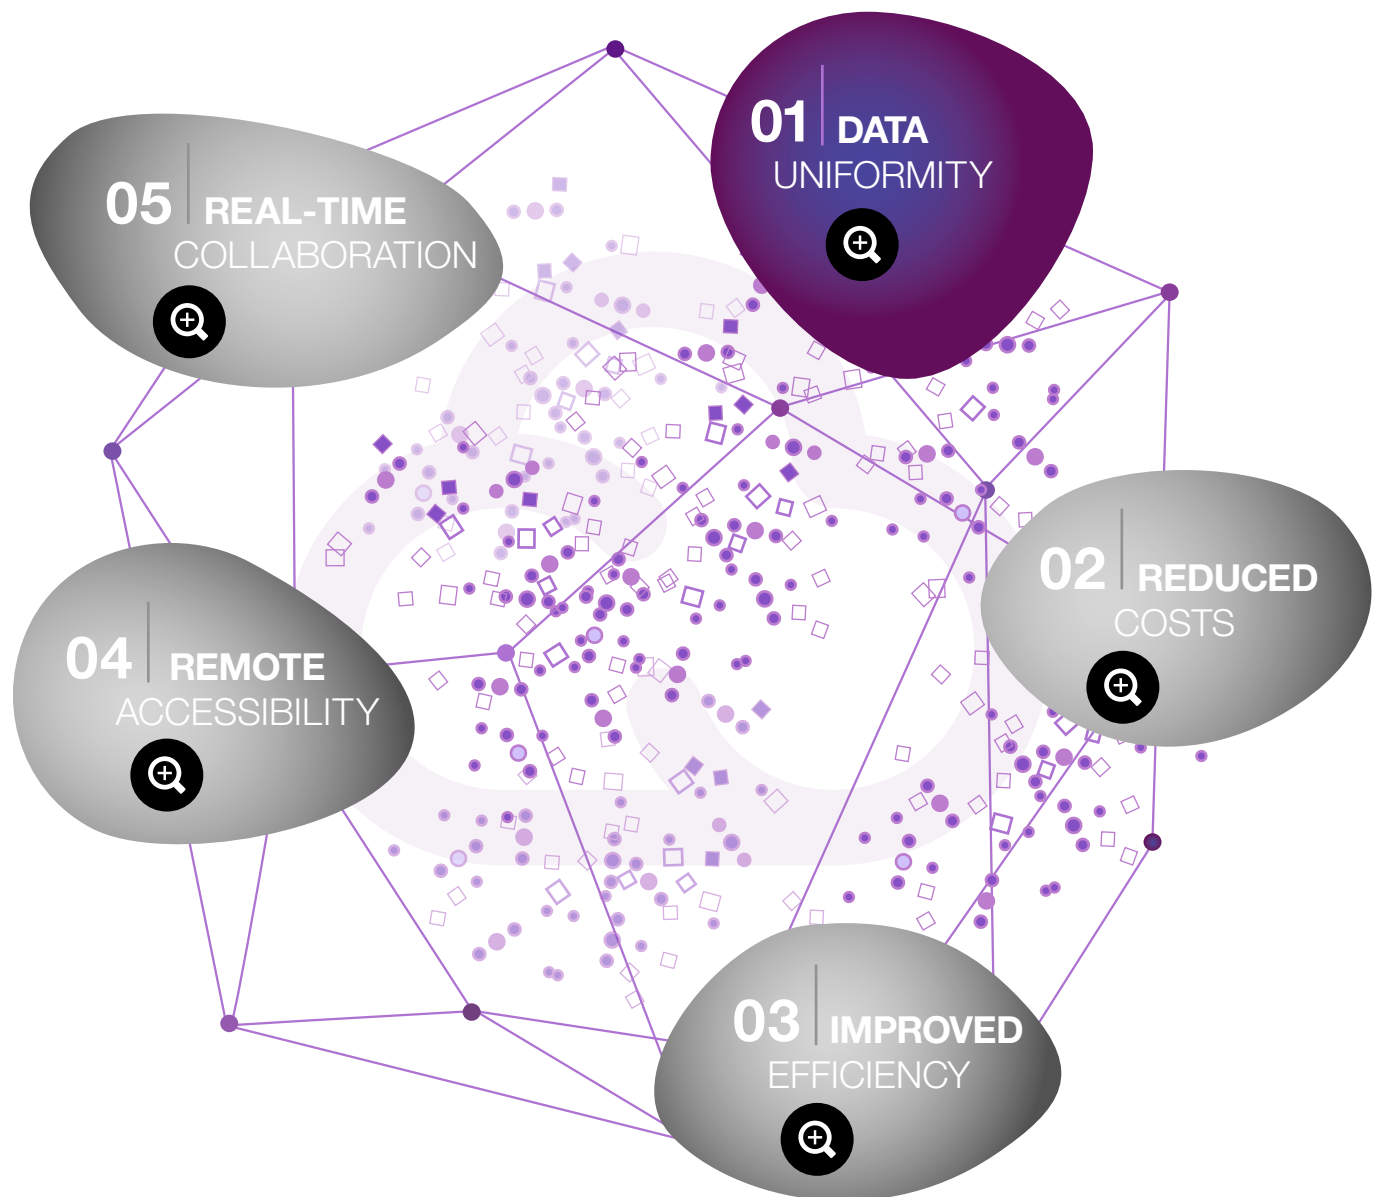 01 DATA
UNIFORMITY
02 REDUCED
COSTS
03 IMPROVED
EFFICIENCY
04 REMOTE
ACCESSIBILITY
05 REAL-TIME
COLLABORATION